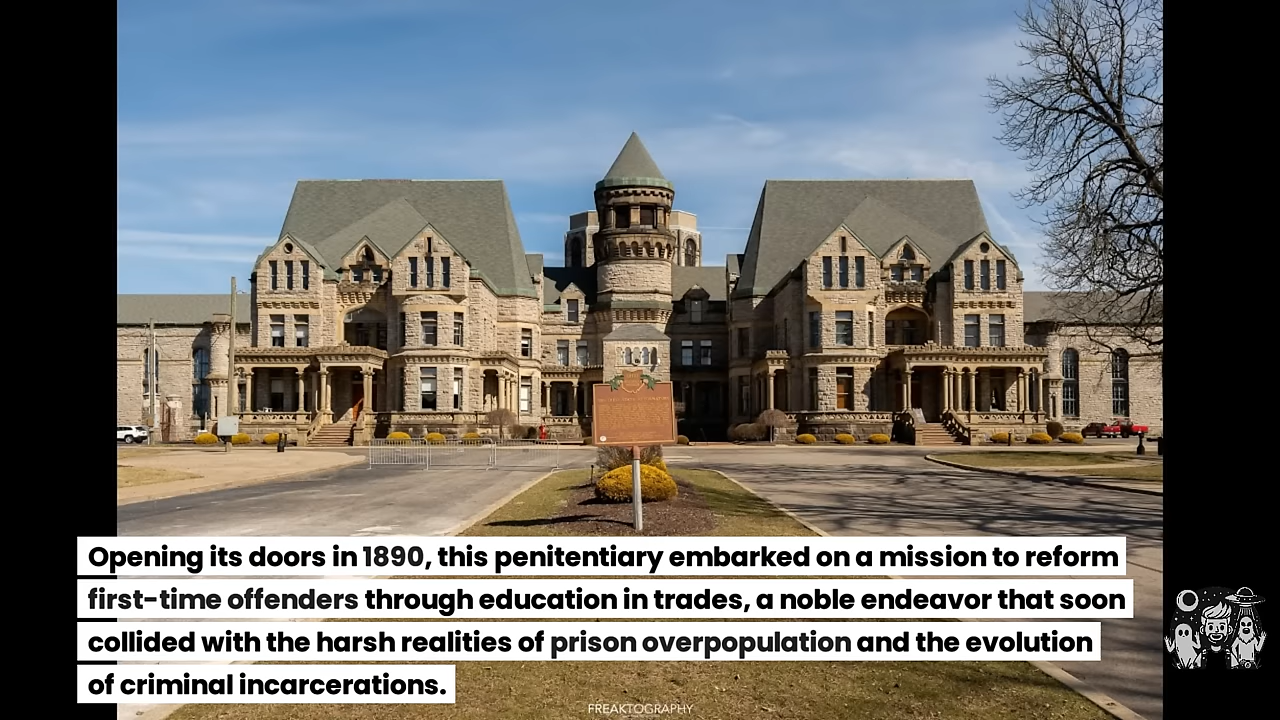 Opening its doors in 1890, this penitentiary embarked on a mission to reform
first-time offenders through education in trades, a noble endeavor that soon
collided with the harsh realities of prison overpopulation and the evolution
of criminal incarcerations.
FREAKTOGRAPHY